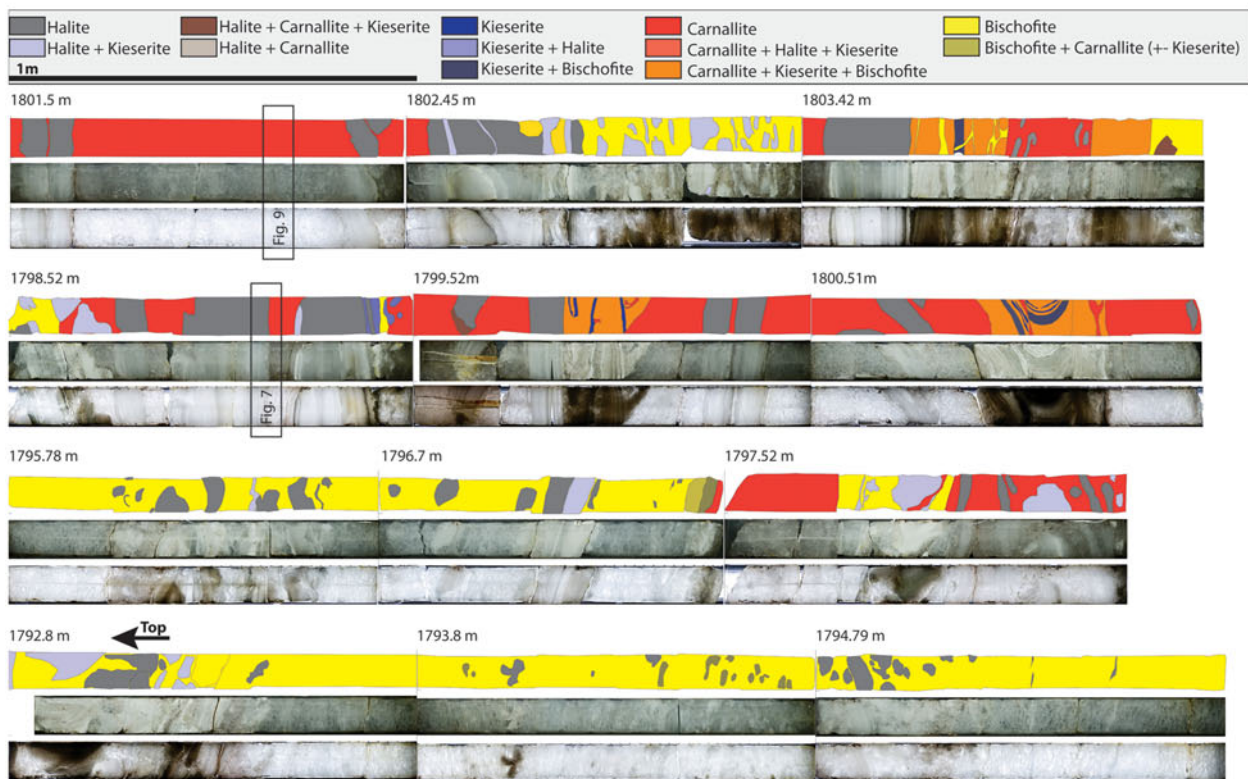 Halite
Halite + Carnallite + Kieserite
Kieserite
Carnallite
Bischofite
Halite + Kieserite
Halite + Carnallite
Kieserite + Halite
Carnallite + Halite + Kieserite
Bischofite + Carnallite (+- Kieserite)
Kieserite + Bischofite
Carnallite + Kieserite + Bischofite
1m
1801.5 m
1802.45 m
1803.42 m
Fig. 9
1798.52 m
1799.52m
1800.51m
Fig. 7
1795.78 m
1796.7 m
1797.52 m
1792.8 m
Top
1793.8 m
1794.79 m